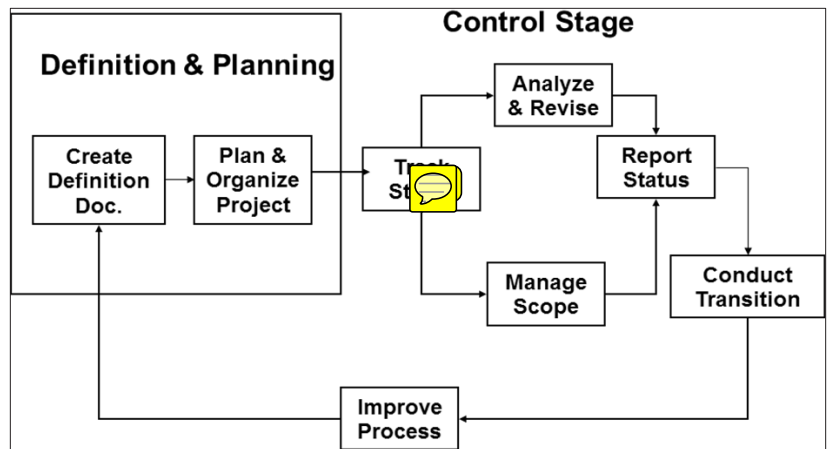 Control Stage
Definition & Planning
Analyze
& Revise
Create
Definition
Doc.
Plan &
Organize
Project
Report
Status
Manage
Scope
Conduct
Transition
Improve
Process